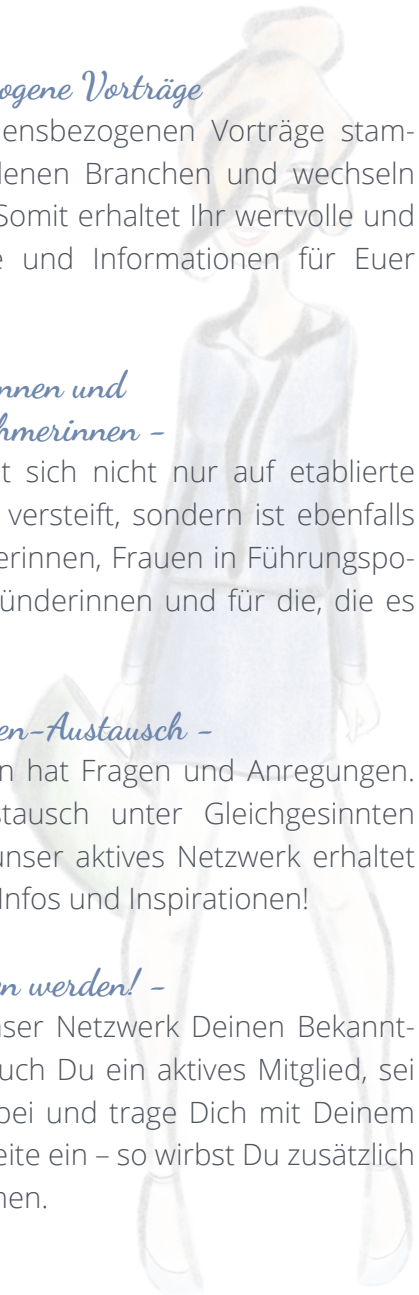 ogene Vorträge
ensbezogenen Vorträge stam-
denen Branchen und wechseln
Somit erhaltet Ihr wertvolle und
e und Informationen für Euer
nnen und
hmerinnen -
t sich nicht nur auf etablierte
versteift, sondern ist ebenfalls
erinnen, Frauen in Führungspo-
ünderinnen und für die, die es
en-Austausch -
n hat Fragen und Anregungen.
stausch unter Gleichgesinnten
unser aktives Netzwerk erhaltet
Infos und Inspirationen!
en werden! -
nser Netzwerk Deinen Bekannt-
uch Du ein aktives Mitglied, sei
bei und trage Dich mit Deinem
eite ein – so wirbst Du zusätzlich
nen.